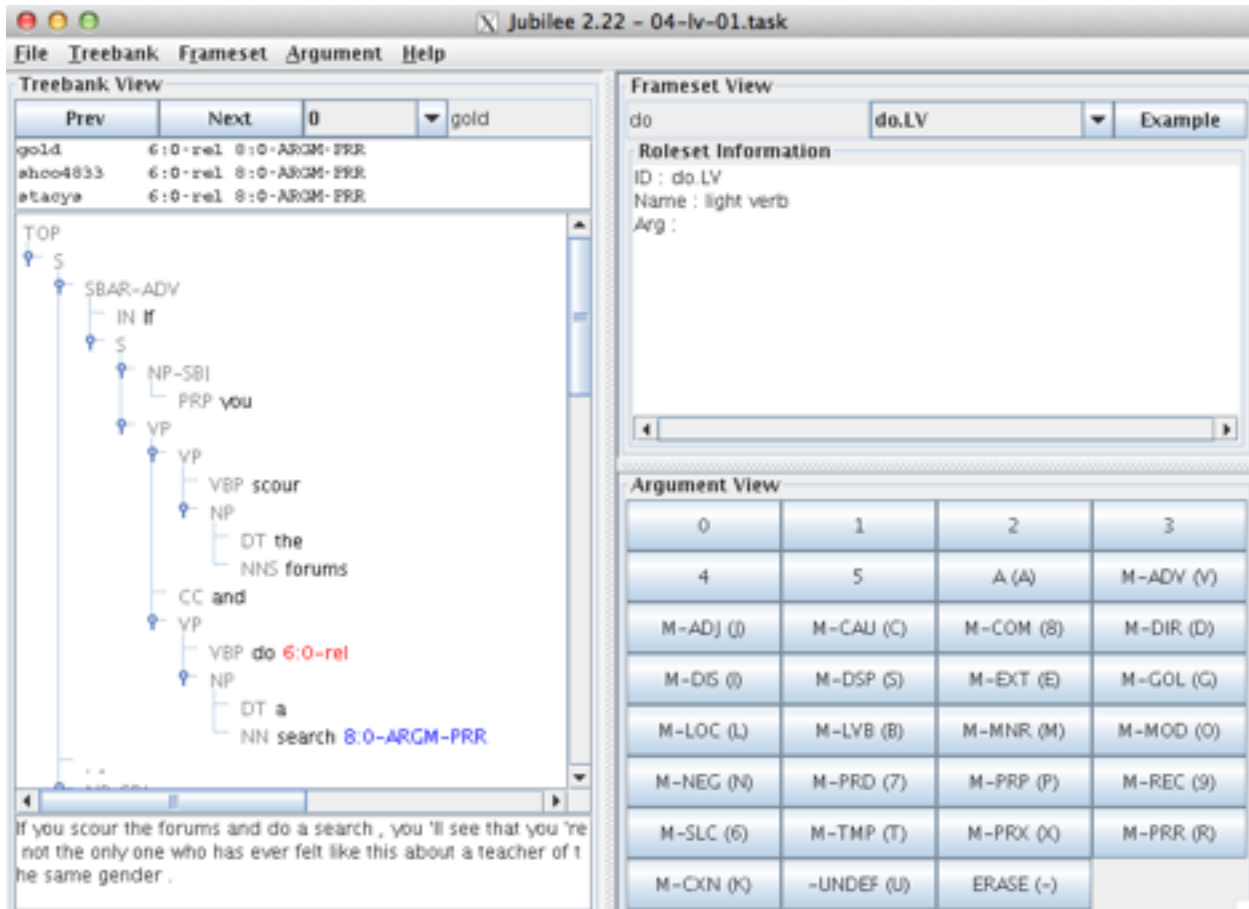 Jubilee 2.22 – 04-lv-01.task
File Treebank Frameset Argument Help
Treebank View
Prev Next 0 gold
gold 6:0-rel 8:0-ARGM-PRR
shoo4833 6:0-rel 8:0-ARGM-PRR
stacys 6:0-rel 8:0-ARGM-PRR
TOP
S
SBAR-ADV
IN If
S
NP-SBJ
PRP you
VP
VP
VBP scour
NP
DT the
NNS forums
CC and
VP
VBP do 6:0-rel
NP
DT a
NN search 8:0-ARGM-PRR
, ,
If you scour the forums and do a search , you 'll see that you 're
not the only one who has ever felt like this about a teacher of t
he same gender .
Frameset View
do do.LV Example
Roleset Information
ID : do.LV
Name : light verb
Arg :
Argument View
0 1 2 3
4 5 A (A) M-ADV (V)
M-ADJ (J) M-CAU (C) M-COM (8) M-DIR (D)
M-DIS (I) M-DSP (S) M-EXT (E) M-GOL (G)
M-LOC (L) M-LVB (B) M-MNR (M) M-MOD (O)
M-NEG (N) M-PRD (7) M-PRP (P) M-REC (9)
M-SLC (6) M-TMP (T) M-PRX (X) M-PRR (R)
M-CXN (K) -UNDEF (U) ERASE (-)